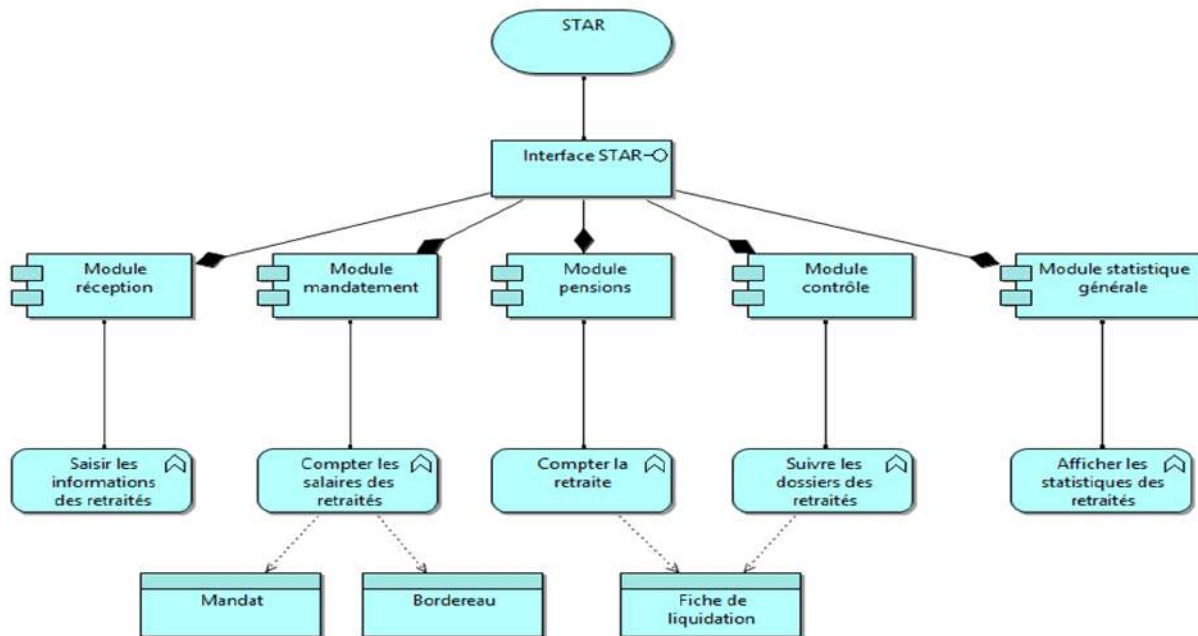 STAR
Interface STAR
Module
réception
Module
mandatement
Module
pensions
Module
contrôle
Module statistique
générale
Saisir les
informations
des retraités
Compter les
salaires des
retraités
Compter la
retraite
Suivre les
dossiers des
retraités
Afficher les
statistiques des
retraités
Mandat
Bordereau
Fiche de
liquidation